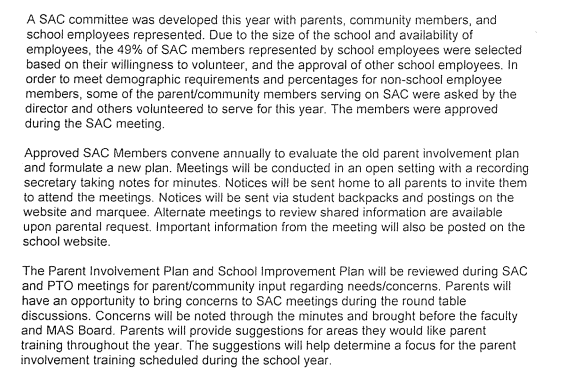 A SAC committee was developed this year with parents, community members, and
school employees represented. Due to the size of the school and availability of
employees, the 49% of SAC members represented by school employees were selected
based on their willingness to volunteer, and the approval of other school employees. In
order to meet demographic requirements and percentages for non-school employee
members, some of the parent/community members serving on SAC were asked by the
director and others volunteered to serve for this year. The members were approved
during the SAC meeting.
Approved SAC Members convene annually to evaluate the old parent involvement plan
and formulate a new plan. Meetings will be conducted in an open setting with a recording
secretary taking notes for minutes. Notices will be sent home to all parents to invite them
to attend the meetings. Notices will be sent via student backpacks and postings on the
website and marquee. Alternate meetings to review shared information are available
upon parental request. Important information from the meeting will also be posted on the
school website.
The Parent Involvement Plan and School Improvement Plan will be reviewed during SAC
and PTO meetings for parent/community input regarding needs/concerns. Parents will
have an opportunity to bring concerns to SAC meetings during the round table
discussions. Concerns will be noted through the minutes and brought before the faculty
and MAS Board. Parents will provide suggestions for areas they would like parent
training throughout the year. The suggestions will help determine a focus for the parent
involvement training scheduled during the school year.